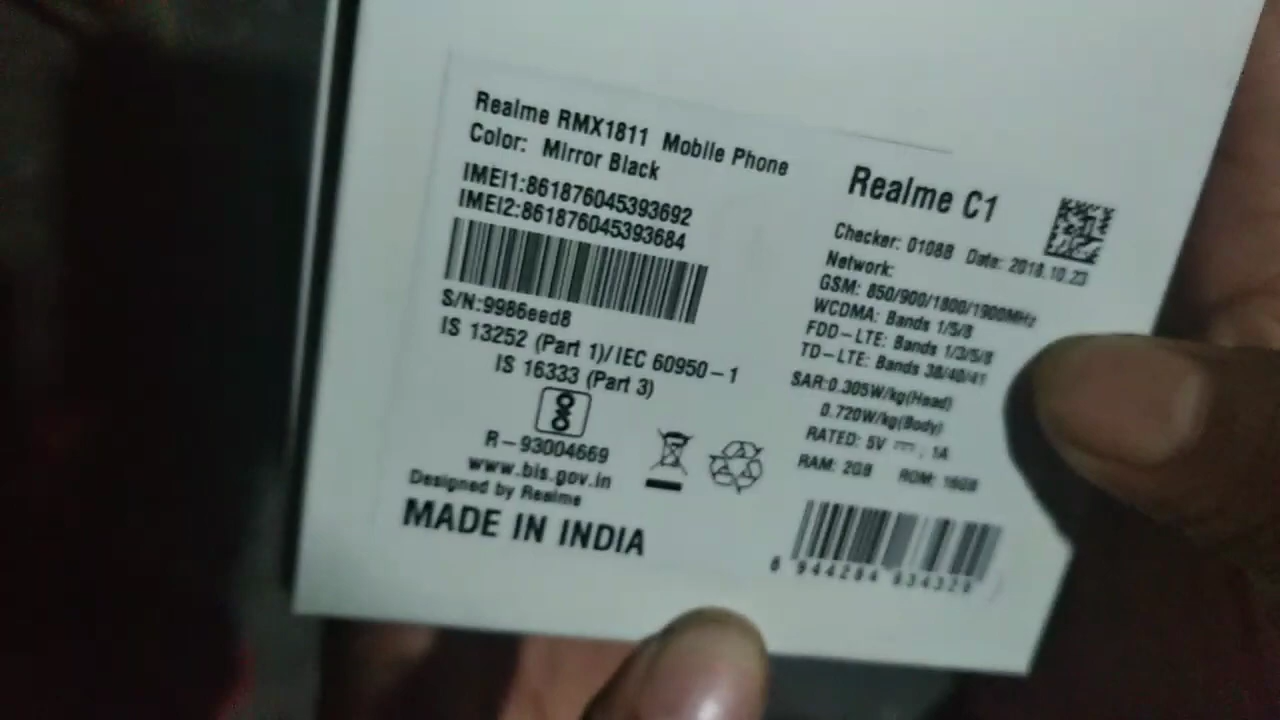 Realme RMX1811 Mobile Phone
Color: Mirror Black
IMEI1:861876045393692
IMEI2:861876045393684
S/N:9986eed8
IS 13252 (Part 1)/IEC 60950-1
IS 16333 (Part 3)
R-93004669
www.bis.gov.in
Designed by Realme
MADE IN INDIA
Realme C1
Checker: 01088 Date: 2018.10.23
Network:
GSM: 850/900/1800/1900MHz
WCDMA: Bands 1/5/8
FDD-LTE: Bands 1/3/5/8
TD-LTE: Bands 38/40/41
SAR:0.305W/kg(Head)
0.720W/kg(Body)
RATED: 5V ⎓, 1A
RAM: 2GB ROM: 16GB
6 944284 634320